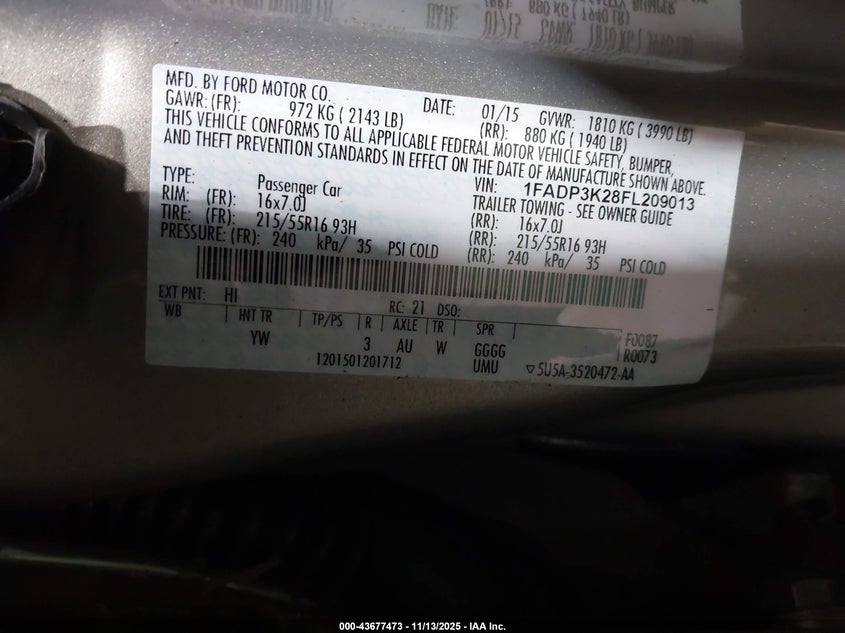 MFD. BY FORD MOTOR CO. DATE: 01/15 GVWR: 1810 KG ( 3990 LB)
GAWR: (FR): 972 KG ( 2143 LB) (RR): 880 KG ( 1940 LB)
THIS VEHICLE CONFORMS TO ALL APPLICABLE FEDERAL MOTOR VEHICLE SAFETY, BUMPER,
AND THEFT PREVENTION STANDARDS IN EFFECT ON THE DATE OF MANUFACTURE SHOWN ABOVE.
VIN: 1FADP3K28FL209013
TYPE: Passenger Car TRAILER TOWING - SEE OWNER GUIDE
RIM: (FR): 16x7.0J (RR): 16x7.0J
TIRE: (FR): 215/55R16 93H (RR): 215/55R16 93H
PRESSURE: (FR): 240 kPa/ 35 PSI COLD (RR): 240 kPa/ 35 PSI COLD
EXT PNT: HI RC: 21 DSO:
WB INT TR TP/PS R AXLE TR SPR F0087
YW 3 AU W GGGG R0073
1201501201712 UMU ▽5U5A-3520472-AA
000-43677473 - 11/13/2025 - IAA Inc.